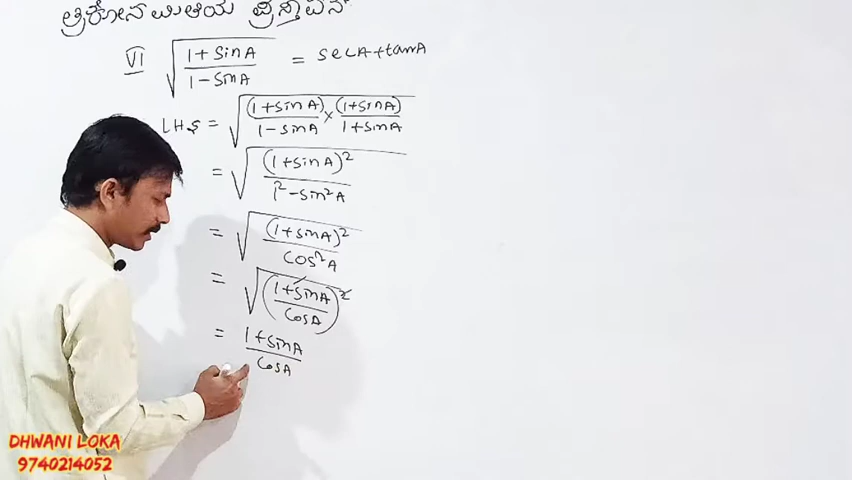 ತ್ರಿಕೋನಮಿತಿಯ ಪ್ರಸ್ತಾಪನೆ
VI √((1+SinA)/(1-SinA)) = SecA+tanA
LHS = √((1+sinA)/(1-sinA) × (1+sinA)/(1+sinA))
= √((1+sinA)²/(1²-sin²A))
= √((1+sinA)²/cos²A)
= √((1+sinA)/cosA)²
= (1+sinA)/cosA
DHWANI LOKA
9740214052